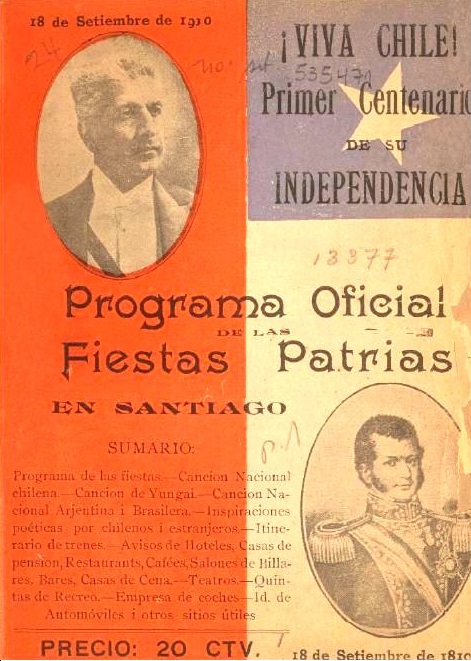 18 de Setiembre de 1910
¡VIVA CHILE!
24
no. sit. 535471
Primer Centenario
DE SU
INDEPENDENCIA
13377
Programa Oficial
DE LAS
Fiestas Patrias
EN SANTIAGO
SUMARIO:
p.1
Programa de las fiestas.—Cancion Nacional
chilena.—Cancion de Yungai.—Cancion Na-
cional Arjentina i Brasilera.—Inspiraciones
poéticas por chilenos i estranjeros.—Itine-
rario de trenes.—Avisos de Hoteles, Casas de
pension, Restaurants, Cafées, Salones de Billa-
res, Bares, Casas de Cena.—Teatros.—Quin-
tas de Recreo.—Empresa de coches—Id. de
Automóviles i otros sitios útiles
PRECIO: 20 CTV.
18 de Setiembre de 1810